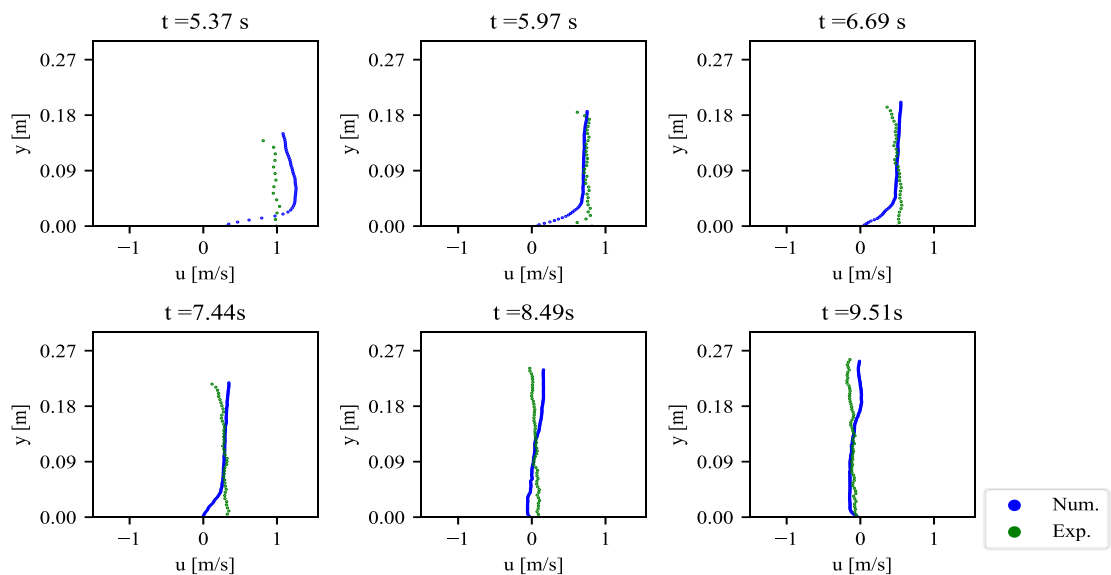 t =5.37 s
t =5.97 s
t =6.69 s
0.27
0.18
0.09
0.00
y [m]
−1
0
1
u [m/s]
0.27
0.18
0.09
0.00
y [m]
−1
0
1
u [m/s]
0.27
0.18
0.09
0.00
y [m]
−1
0
1
u [m/s]
t =7.44s
t =8.49s
t =9.51s
0.27
0.18
0.09
0.00
y [m]
−1
0
1
u [m/s]
0.27
0.18
0.09
0.00
y [m]
−1
0
1
u [m/s]
0.27
0.18
0.09
0.00
y [m]
−1
0
1
u [m/s]
Num.
Exp.